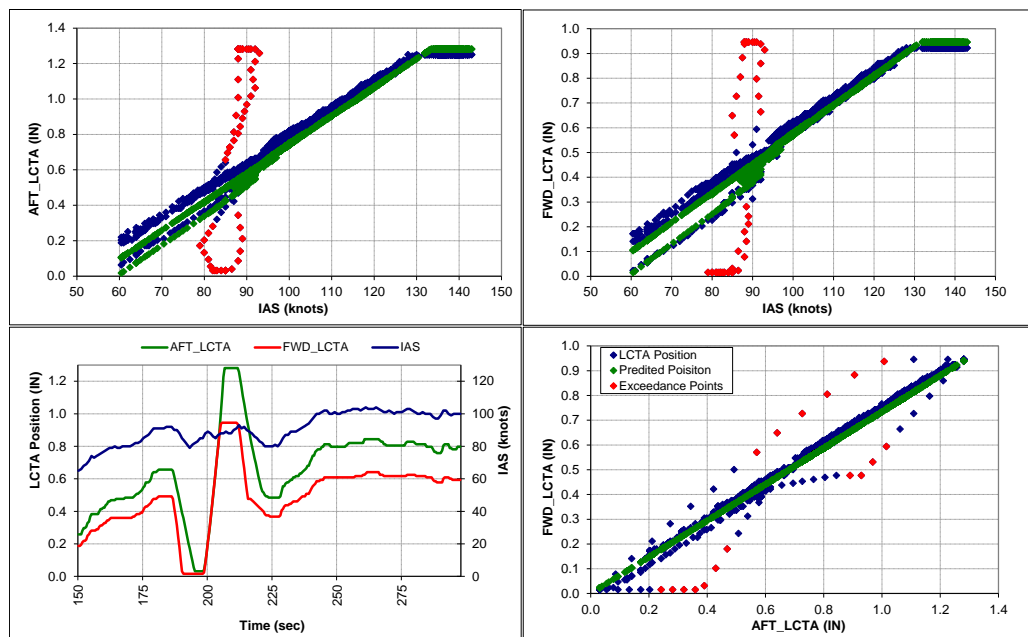 1.4
1.2
1.0
0.8
0.6
0.4
0.2
0.0
AFT_LCTA (IN)
50 60 70 80 90 100 110 120 130 140 150
IAS (knots)
1.0
0.9
0.8
0.7
0.6
0.5
0.4
0.3
0.2
0.1
0.0
FWD_LCTA (IN)
50 60 70 80 90 100 110 120 130 140 150
IAS (knots)
AFT_LCTA FWD_LCTA IAS
1.2
1.0
0.8
0.6
0.4
0.2
0.0
LCTA Position (IN)
120
100
80
60
40
20
0
IAS (knots)
150 175 200 225 250 275
Time (sec)
1.0
0.9
0.8
0.7
0.6
0.5
0.4
0.3
0.2
0.1
0.0
FWD_LCTA (IN)
LCTA Position
Predited Poisiton
Exceedance Points
0.0 0.2 0.4 0.6 0.8 1.0 1.2 1.4
AFT_LCTA (IN)